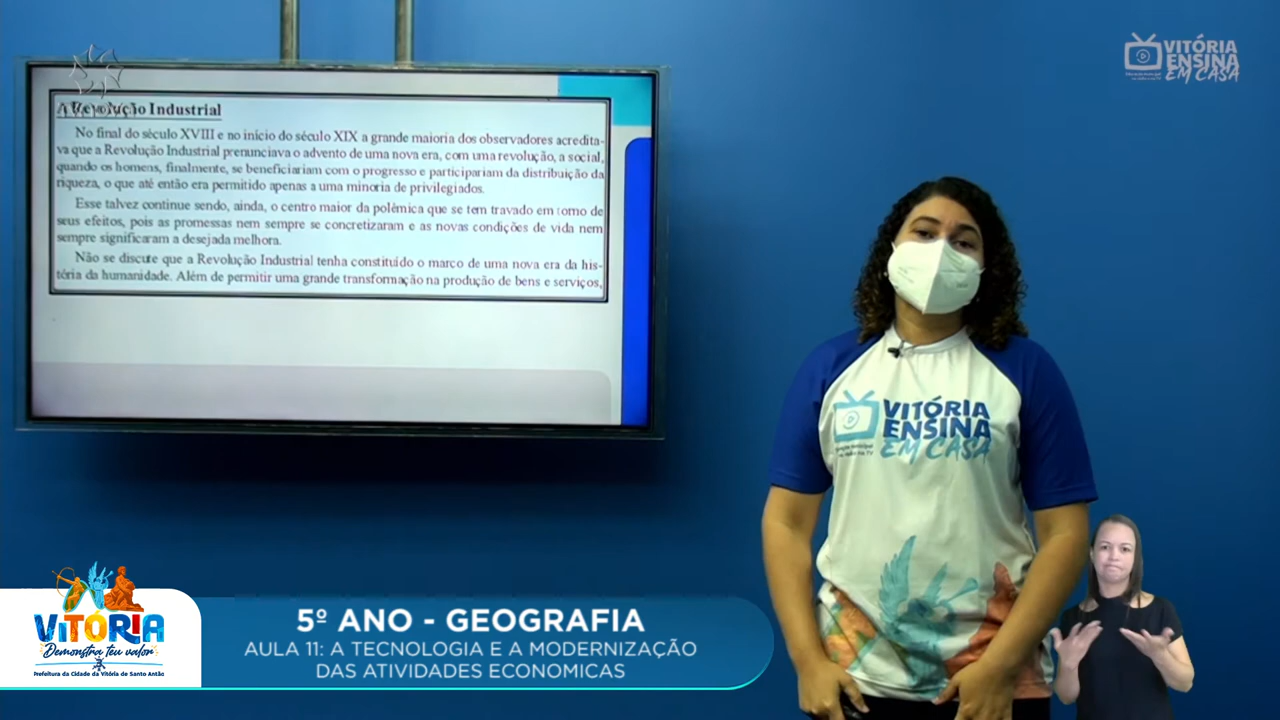 VITÓRIA
ENSINA
EM CASA
A Revolução Industrial
No final do século XVIII e no início do século XIX a grande maioria dos observadores acredita-
va que a Revolução Industrial prenunciava o advento de uma nova era, com uma revolução, a social,
quando os homens, finalmente, se beneficiariam com o progresso e participariam da distribuição da
riqueza, o que até então era permitido apenas a uma minoria de privilegiados.
Esse talvez continue sendo, ainda, o centro maior da polêmica que se tem travado em torno de
seus efeitos, pois as promessas nem sempre se concretizaram e as novas condições de vida nem
sempre significaram a desejada melhora.
Não se discute que a Revolução Industrial tenha constituído o marco de uma nova era da his-
tória da humanidade. Além de permitir uma grande transformação na produção de bens e serviços,
VITÓRIA
ENSINA
EM CASA
5º ANO - GEOGRAFIA
AULA 11: A TECNOLOGIA E A MODERNIZAÇÃO
DAS ATIVIDADES ECONOMICAS
VITÓRIA
Demonstra teu valor
Prefeitura da Cidade da Vitória de Santo Antão